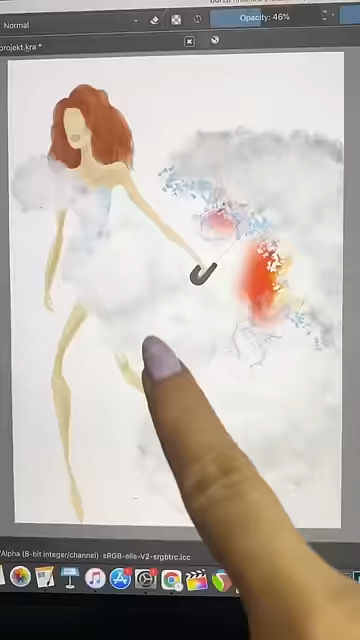 Normal
Opacity: 46%
projekt.kra *
Alpha (8-bit integer/channel) sRGB-elle-V2-srgbtrc.icc